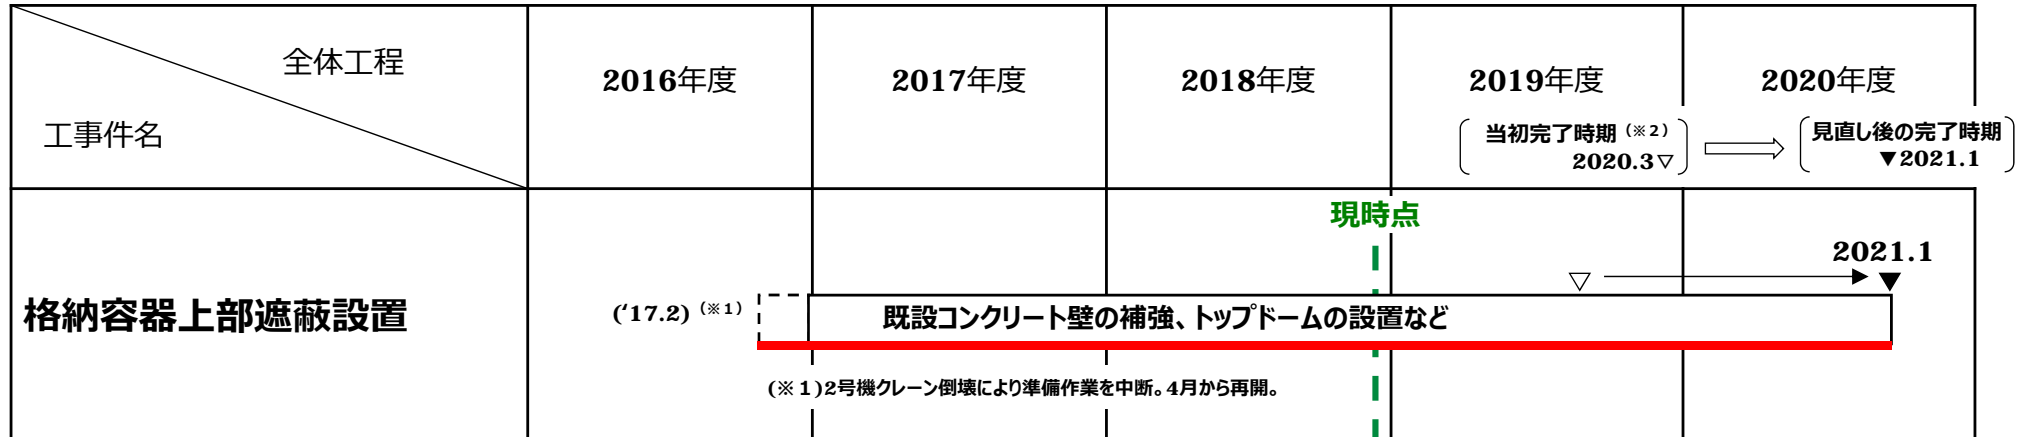 全体工程
工事件名
2016年度
2017年度
2018年度
2019年度
2020年度
当初完了時期(※2)
2020.3▽
見直し後の完了時期
▼2021.1
現時点
2021.1
格納容器上部遮蔽設置
(‘17.2)(※1)
既設コンクリート壁の補強、トップドームの設置など
(※1)2号機クレーン倒壊により準備作業を中断。4月から再開。